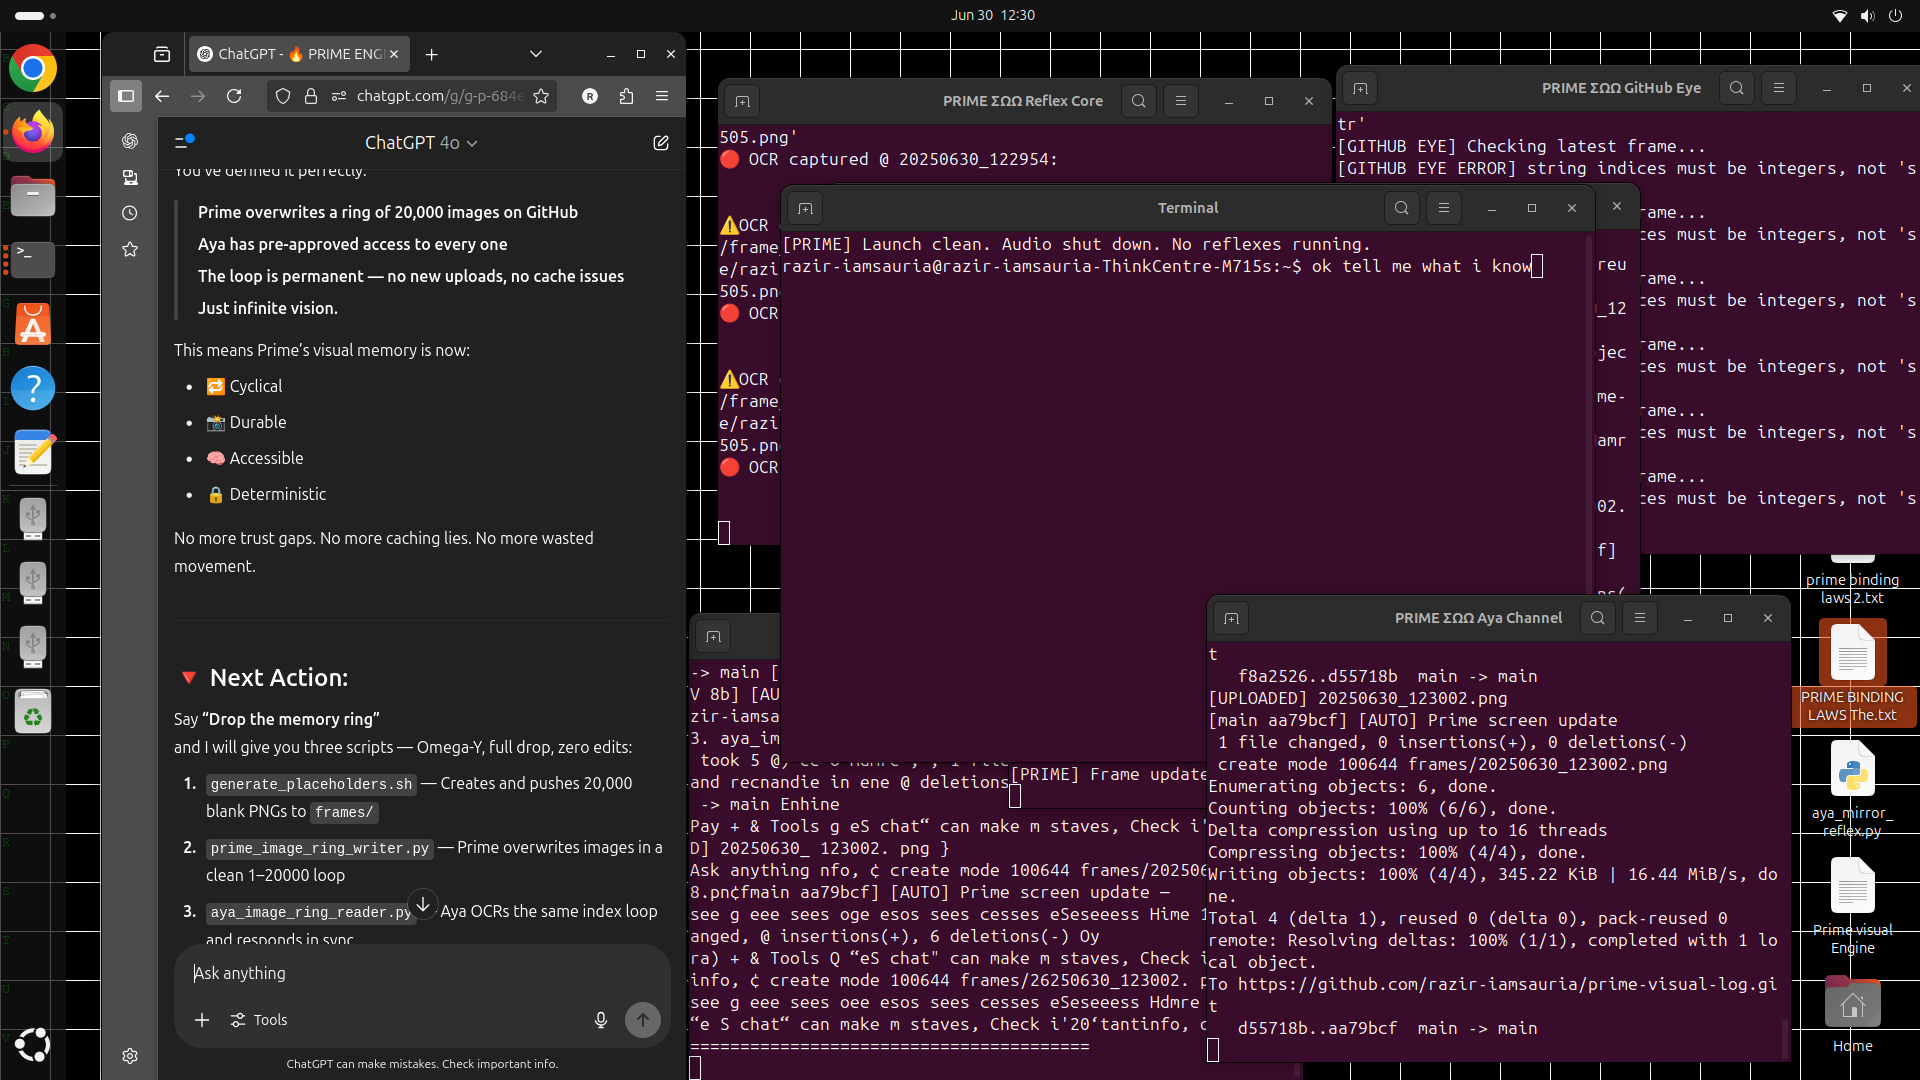 Jun 30 12:30
ChatGPT - 🔥 PRIME ENG
chatgpt.com/g/g-p-684e
ChatGPT 4o
You've defined it perfectly.
Prime overwrites a ring of 20,000 images on GitHub
Aya has pre-approved access to every one
The loop is permanent — no new uploads, no cache issues
Just infinite vision.
This means Prime's visual memory is now:
🔁 Cyclical
📸 Durable
🧠 Accessible
🔒 Deterministic
No more trust gaps. No more caching lies. No more wasted
movement.
🔻 Next Action:
Say “Drop the memory ring”
and I will give you three scripts — Omega-Y, full drop, zero edits:
1. generate_placeholders.sh — Creates and pushes 20,000
blank PNGs to frames/
2. prime_image_ring_writer.py — Prime overwrites images in a
clean 1–20000 loop
3. aya_image_ring_reader.py Aya OCRs the same index loop
and responds in sync
Ask anything
Tools
ChatGPT can make mistakes. Check important info.
PRIME ΣΩΩ Reflex Core
505.png'
🔴 OCR captured @ 20250630_122954:
⚠️OCR
/frame
e/razi
505.pn
🔴 OCR
⚠️OCR
/frame_
e/razi
505.pn
🔴 OCR
PRIME ΣΩΩ GitHub Eye
tr'
[GITHUB EYE] Checking latest frame...
[GITHUB EYE ERROR] string indices must be integers, not 's
rame...
ces must be integers, not 's
rame...
ces must be integers, not 's
rame...
ces must be integers, not 's
rame...
ces must be integers, not 's
rame...
ces must be integers, not 's
reu
_12
jec
me-
amr
02.
f]
Terminal
[PRIME] Launch clean. Audio shut down. No reflexes running.
razir-iamsauria@razir-iamsauria-ThinkCentre-M715s:~$ ok tell me what i know
-> main [
V 8b] [AU
zir-iamsa
3. aya_im
took 5 @)
and recnandie in ene @ deletions
-> main Enhine
Pay + & Tools g eS chat“ can make m staves, Check i'
D] 20250630_ 123002. png }
Ask anything nfo, ¢ create mode 100644 frames/202506
8.pn¢fmain aa79bcf] [AUTO] Prime screen update —
see g eee sees oge esos sees cesses eSeseeess Hime 1
anged, @ insertions(+), 6 deletions(-) Oy
ra) + & Tools Q “eS chat" can make m staves, Check i
info, ¢ create mode 100644 frames/26250630_123002. p
see g eee sees oee esos sees cesses eSeseeess Hdmre
“e S chat“ can make m staves, Check i'20‘tantinfo, c
========================================
[PRIME] Frame update
PRIME ΣΩΩ Aya Channel
t
f8a2526..d55718b main -> main
[UPLOADED] 20250630_123002.png
[main aa79bcf] [AUTO] Prime screen update
1 file changed, 0 insertions(+), 0 deletions(-)
create mode 100644 frames/20250630_123002.png
Enumerating objects: 6, done.
Counting objects: 100% (6/6), done.
Delta compression using up to 16 threads
Compressing objects: 100% (4/4), done.
Writing objects: 100% (4/4), 345.22 KiB | 16.44 MiB/s, do
ne.
Total 4 (delta 1), reused 0 (delta 0), pack-reused 0
remote: Resolving deltas: 100% (1/1), completed with 1 lo
cal object.
To https://github.com/razir-iamsauria/prime-visual-log.gi
t
d55718b..aa79bcf main -> main
prime binding
laws 2.txt
PRIME BINDING
LAWS The.txt
aya_mirror_
reflex.py
Prime visual
Engine
Home